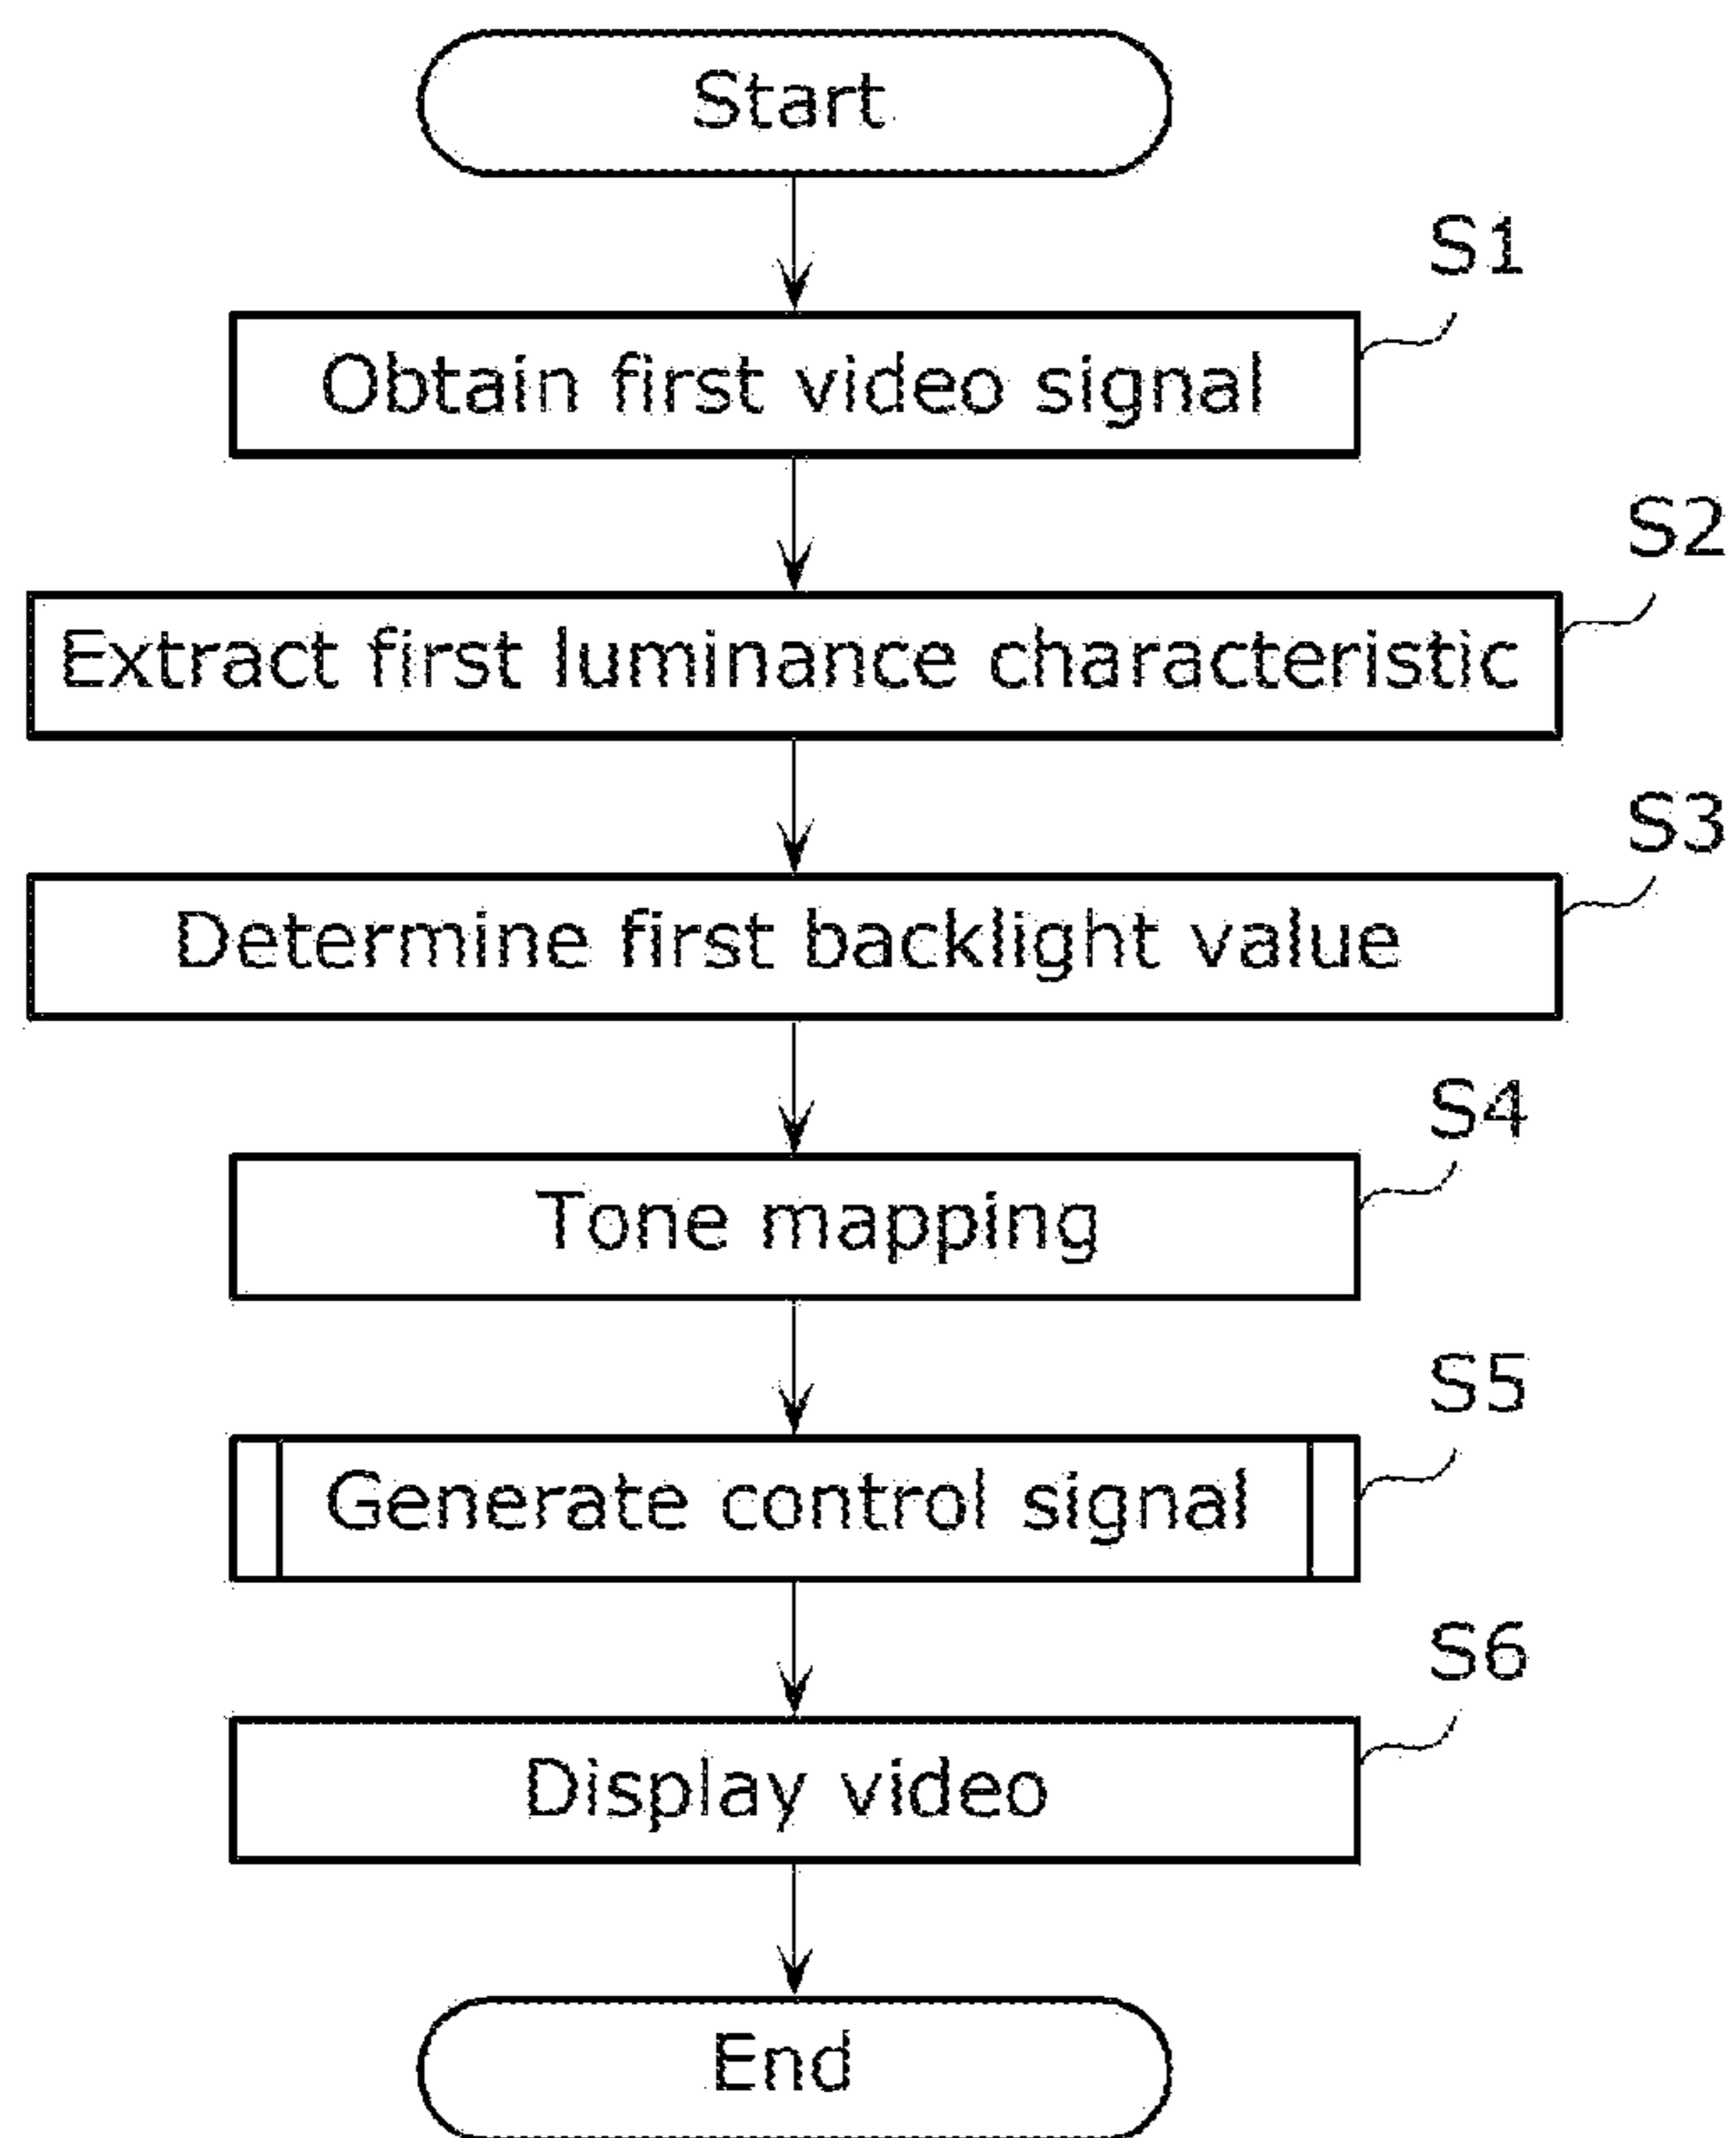 Start
S1
Obtain first video signal
S2
Extract first luminance characteristic
S3
Determine first backlight value
S4
Tone mapping
S5
Generate control signal
S6
Display video
End